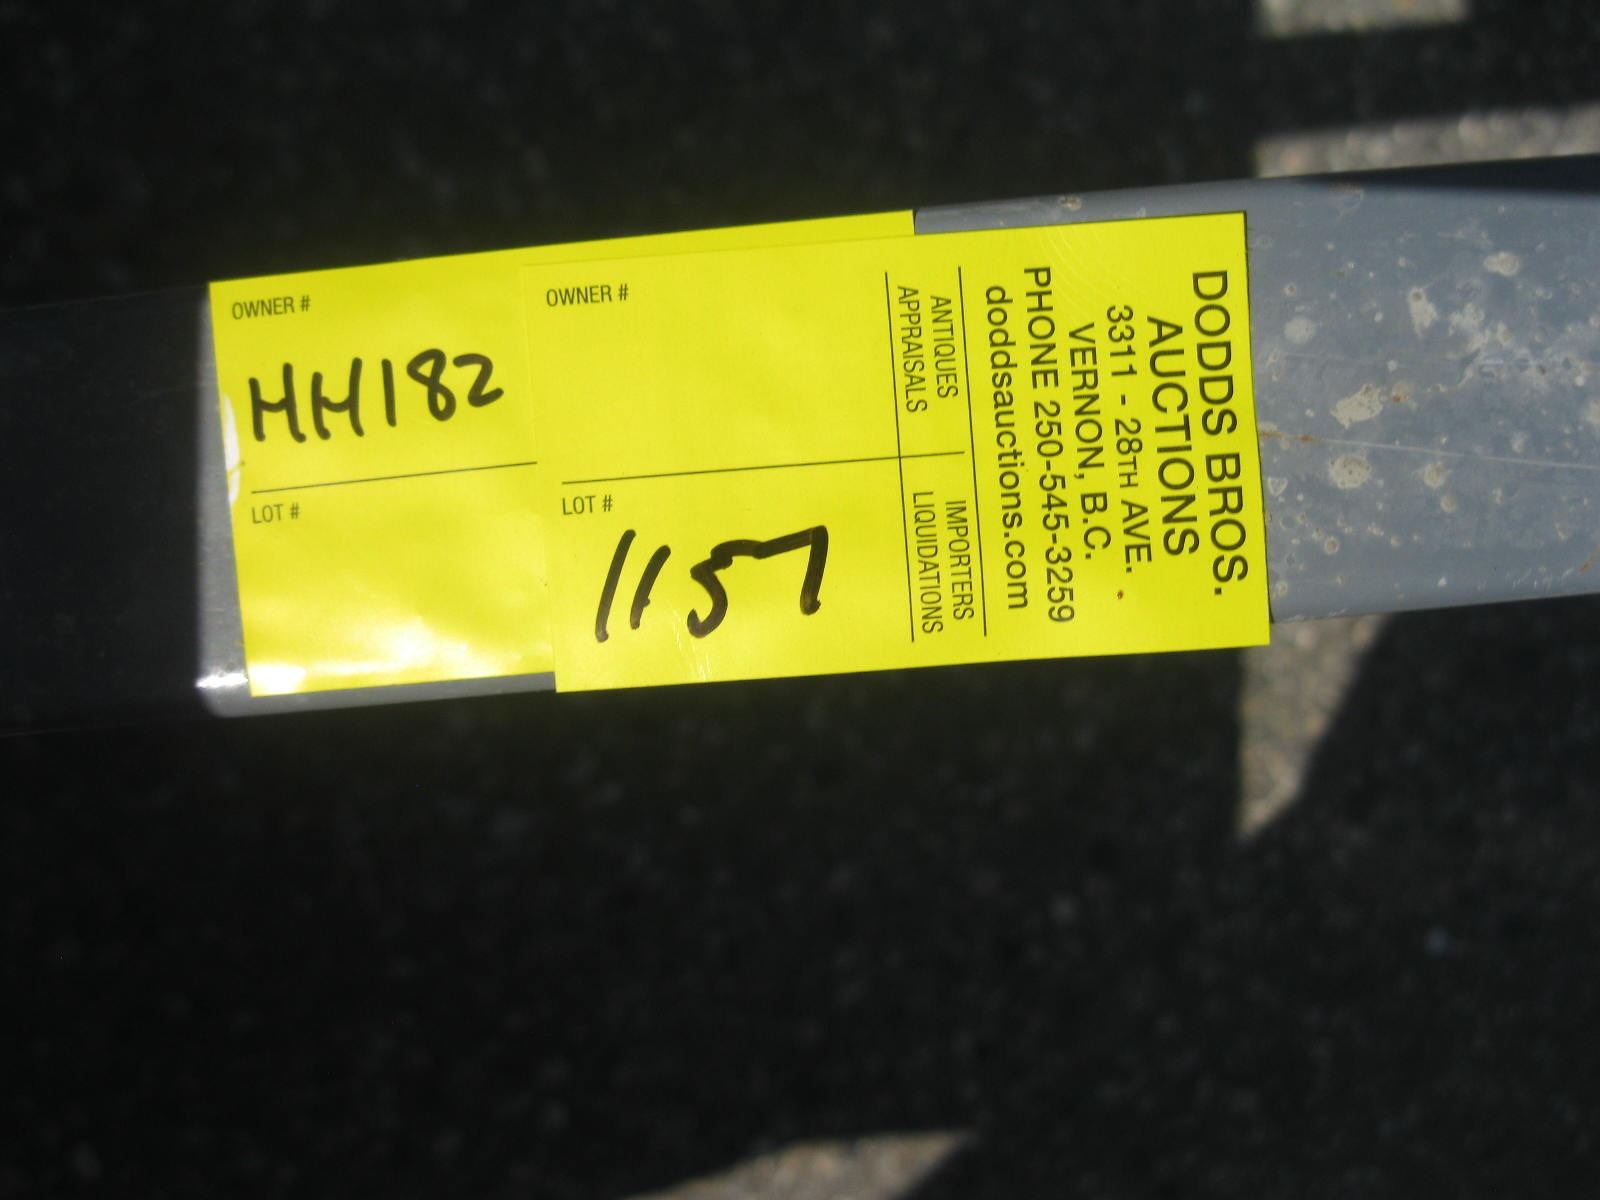 OWNER #
HH182
LOT #
OWNER #
LOT #
1157
ANTIQUES
APPRAISALS
IMPORTERS
LIQUIDATIONS
DODDS BROS.
AUCTIONS
3311 - 28TH AVE.
VERNON, B.C.
PHONE 250-545-3259
doddsauctions.com